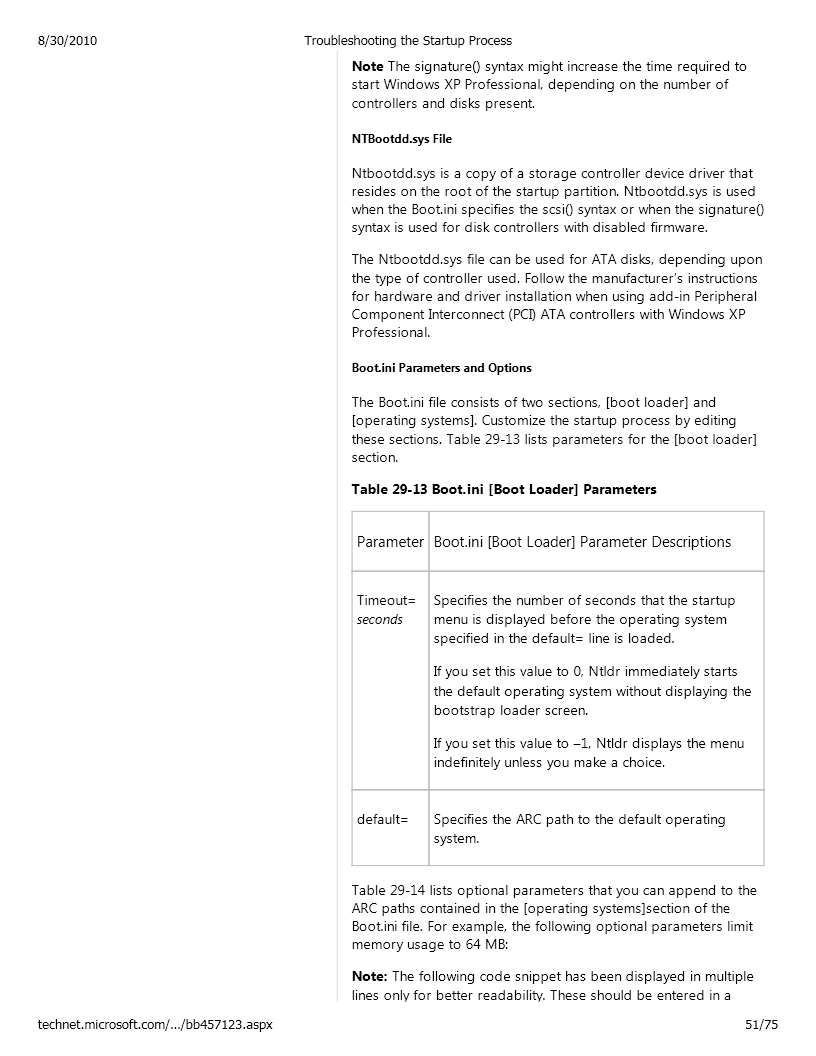 8/30/2010 Troubleshooting the Startup Process
Note The signature() syntax might increase the time required to
start Windows XP Professional, depending on the number of
controllers and disks present.
NTBootdd.sys File
Ntbootdd.sys is a copy of a storage controller device driver that
resides on the root of the startup partition. Ntbootdd.sys is used
when the Boot.ini specifies the scsi() syntax or when the signature()
syntax is used for disk controllers with disabled firmware.
The Ntbootdd.sys file can be used for ATA disks, depending upon
the type of controller used. Follow the manufacturer's instructions
for hardware and driver installation when using add-in Peripheral
Component Interconnect (PCI) ATA controllers with Windows XP
Professional.
Boot.ini Parameters and Options
The Boot.ini file consists of two sections, [boot loader] and
[operating systems]. Customize the startup process by editing
these sections. Table 29-13 lists parameters for the [boot loader]
section.
Table 29-13 Boot.ini [Boot Loader] Parameters
Parameter Boot.ini [Boot Loader] Parameter Descriptions
Timeout= Specifies the number of seconds that the startup
seconds menu is displayed before the operating system
specified in the default= line is loaded.
If you set this value to 0, Ntldr immediately starts
the default operating system without displaying the
bootstrap loader screen.
If you set this value to –1, Ntldr displays the menu
indefinitely unless you make a choice.
default= Specifies the ARC path to the default operating
system.
Table 29-14 lists optional parameters that you can append to the
ARC paths contained in the [operating systems]section of the
Boot.ini file. For example, the following optional parameters limit
memory usage to 64 MB:
Note: The following code snippet has been displayed in multiple
lines only for better readability. These should be entered in a
technet.microsoft.com/.../bb457123.aspx 51/75